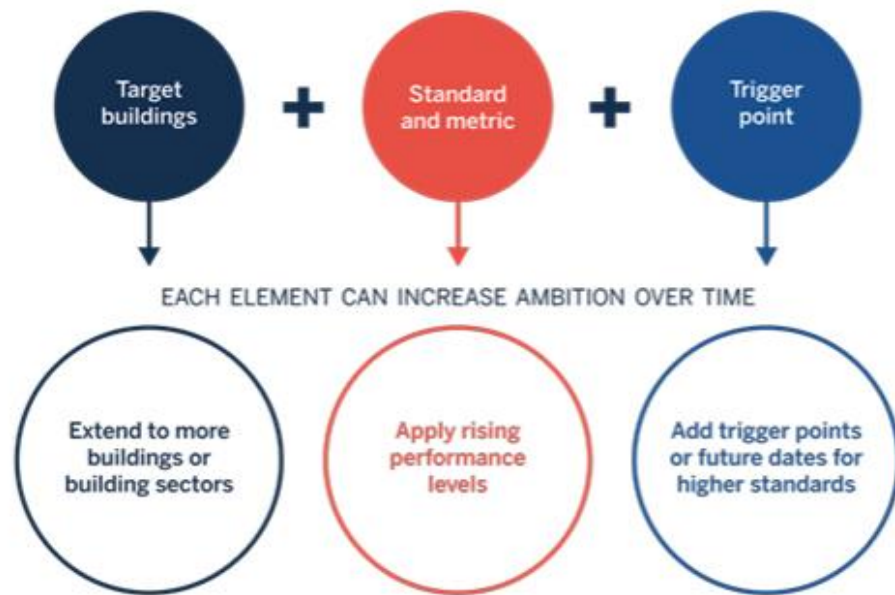 Target
buildings
+
Standard
and metric
+
Trigger
point
EACH ELEMENT CAN INCREASE AMBITION OVER TIME
Extend to more
buildings or
building sectors
Apply rising
performance
levels
Add trigger points
or future dates for
higher standards